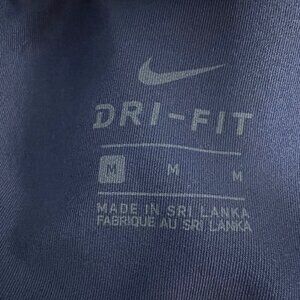 DRI-FIT
M M M
MADE IN SRI LANKA
FABRIQUE AU SRI LANKA